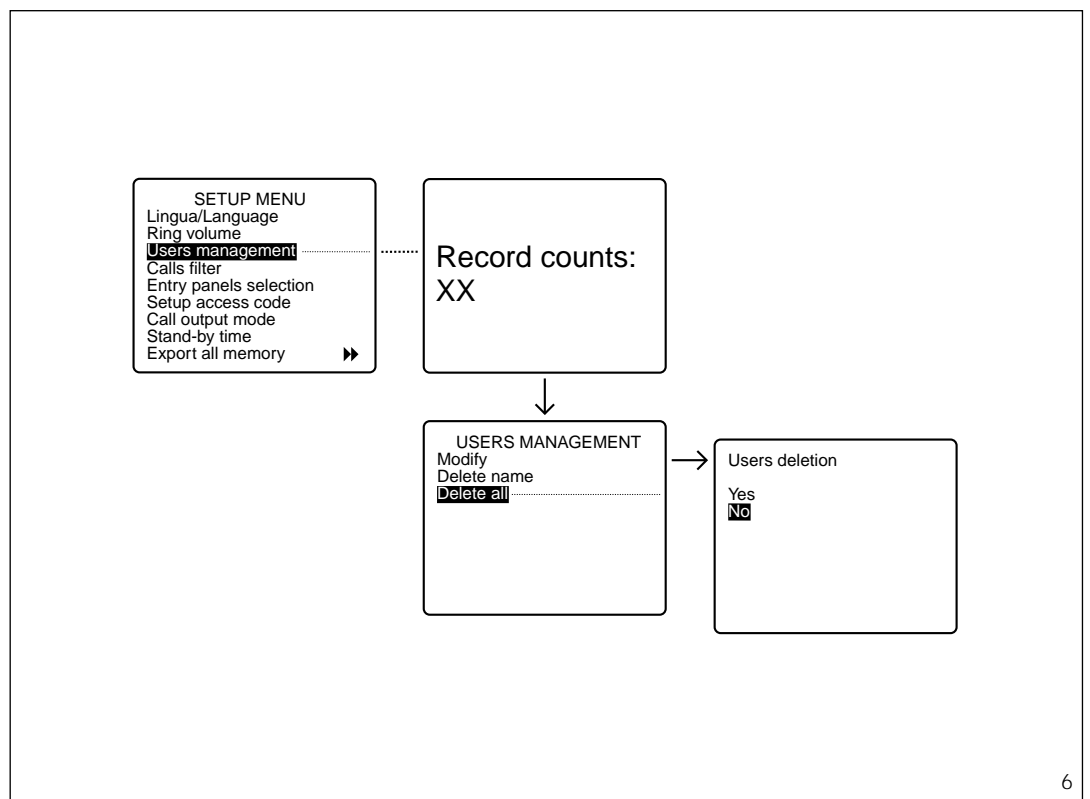 SETUP MENU
Lingua/Language
Ring volume
Users management
Calls filter
Entry panels selection
Setup access code
Call output mode
Stand-by time
Export all memory
Record counts:
XX
USERS MANAGEMENT
Modify
Delete name
Delete all
Users deletion
Yes
No
6